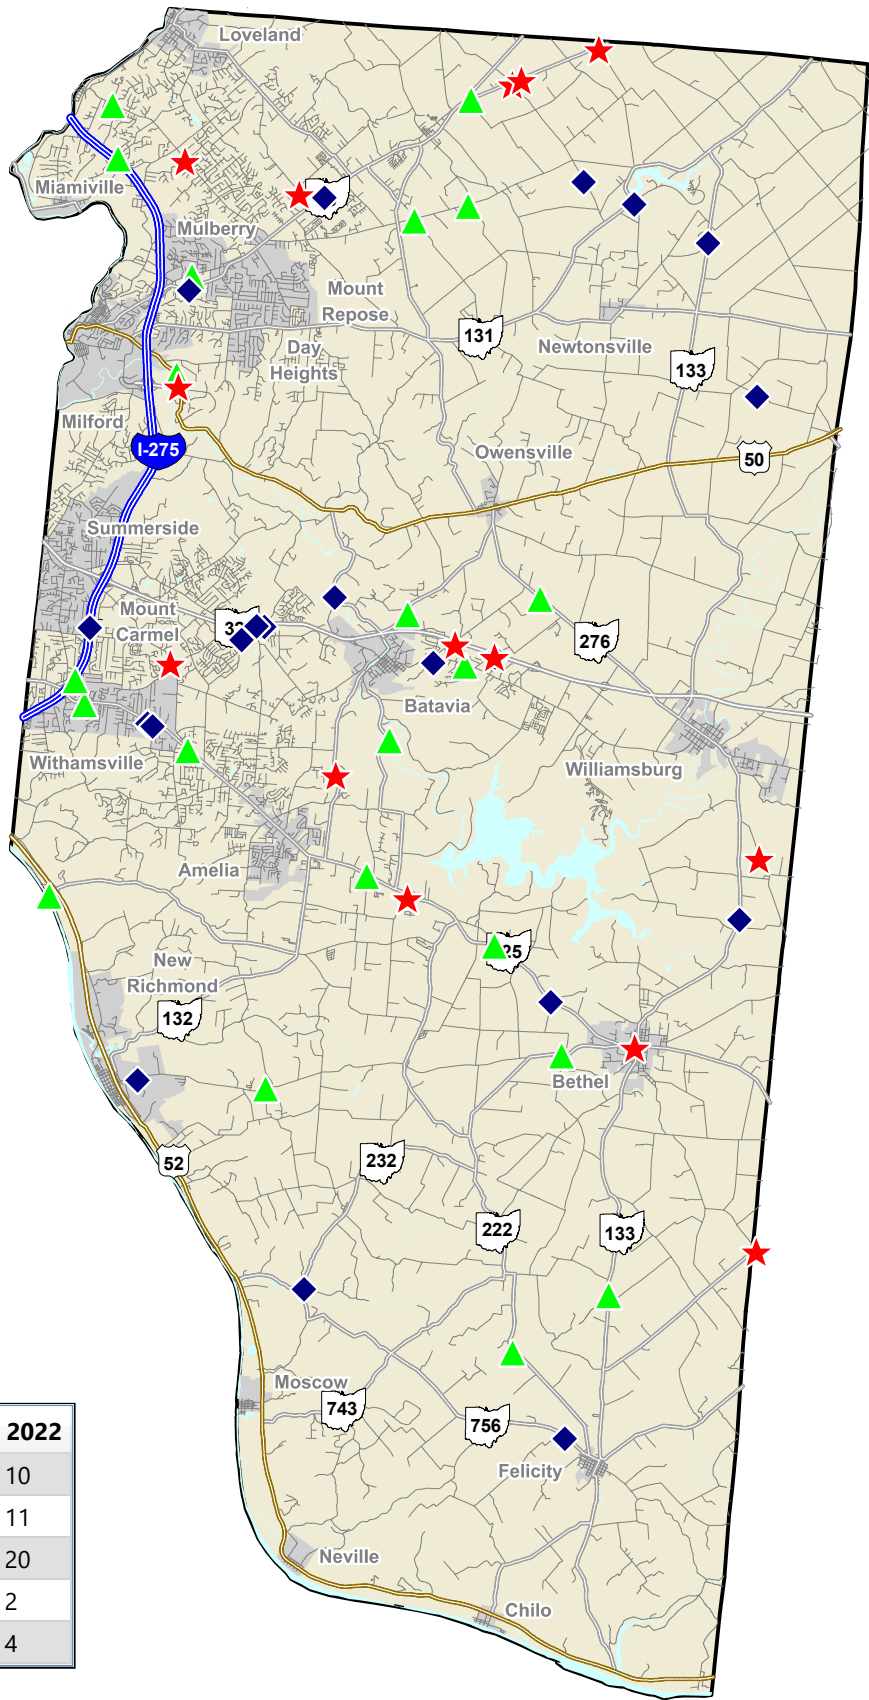 Loveland
Miamiville
Mulberry
Mount
Repose
131
Newtonsville
Day
Heights
133
Milford
I-275
Owensville
50
Summerside
Mount
Carmel
276
Batavia
Withamsville
Williamsburg
Amelia
New
Richmond
132
Bethel
52
232
222
133
Moscow
743
756
Felicity
Neville
Chilo
2022
10
11
20
2
4